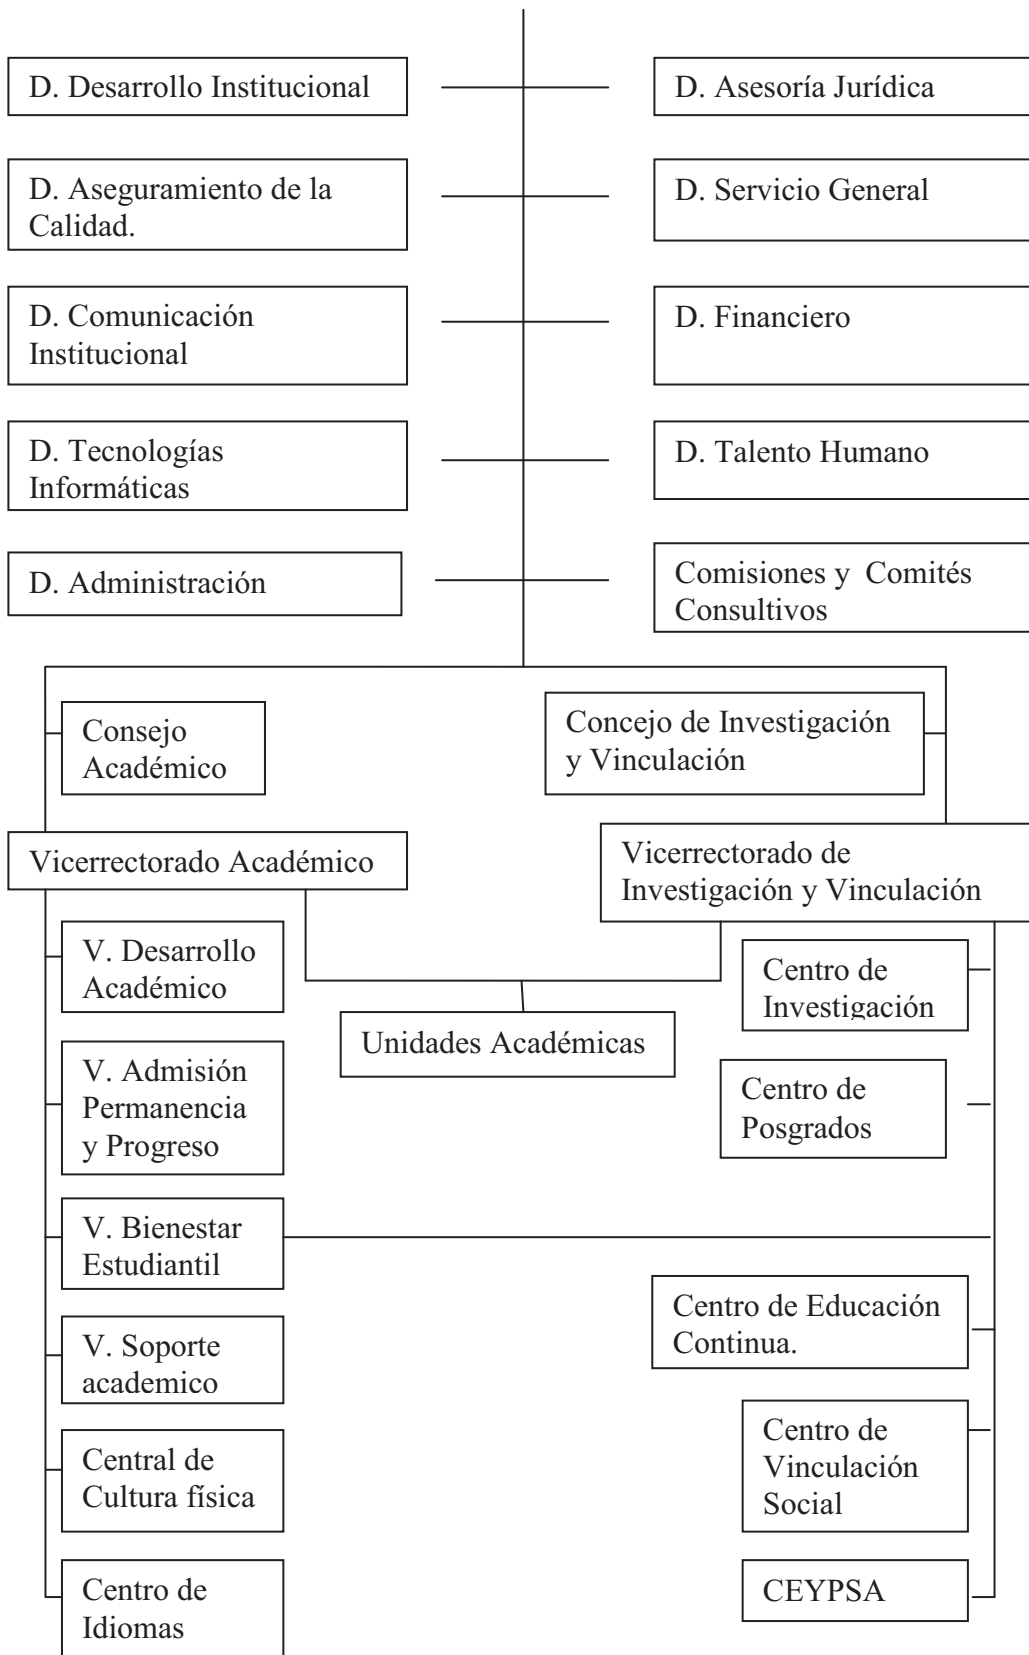 D. Desarrollo Institucional
D. Asesoría Jurídica
D. Aseguramiento de la
Calidad.
D. Servicio General
D. Comunicación
Institucional
D. Financiero
D. Tecnologías
Informáticas
D. Talento Humano
D. Administración
Comisiones y  Comités
Consultivos
Consejo
Académico
Concejo de Investigación
y Vinculación
Vicerrectorado Académico
Vicerrectorado de
Investigación y Vinculación
V. Desarrollo
Académico
Centro de
Investigación
Unidades Académicas
V. Admisión
Permanencia
y Progreso
Centro de
Posgrados
V. Bienestar
Estudiantil
Centro de Educación
Continua.
V. Soporte
academico
Centro de
Vinculación
Social
Central de
Cultura física
Centro de
Idiomas
CEYPSA